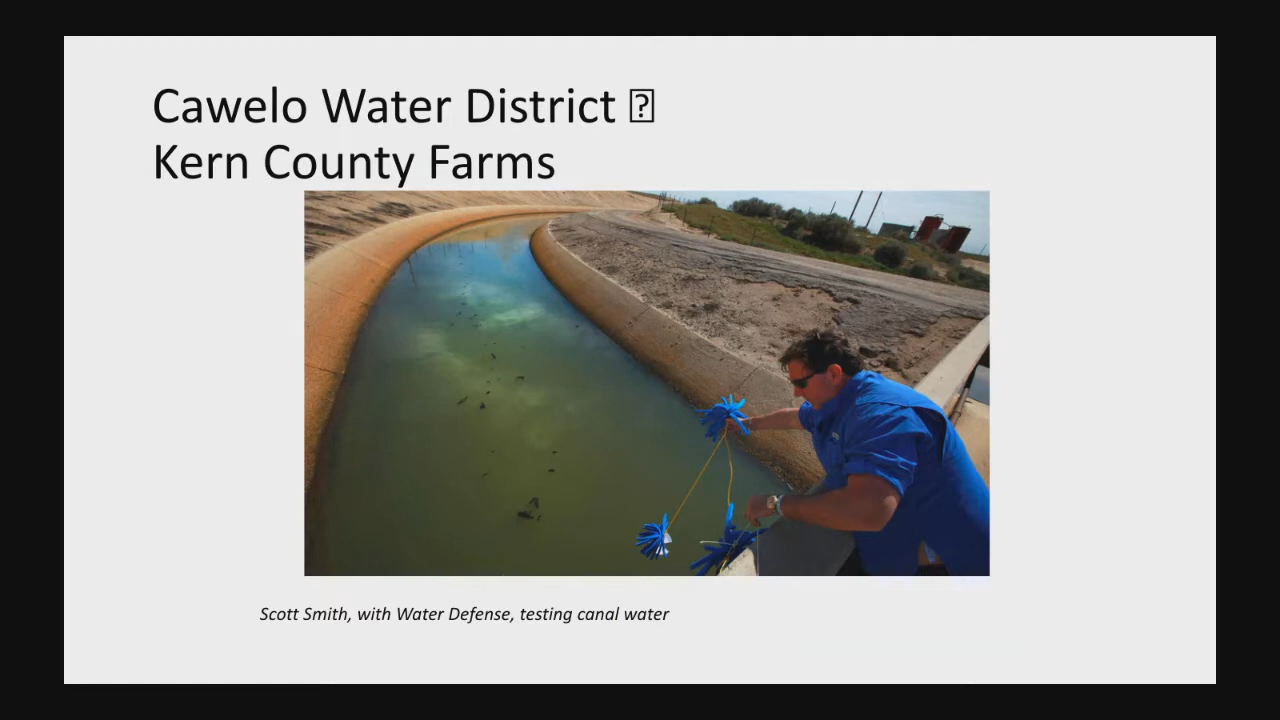 Cawelo Water District �
Kern County Farms
Scott Smith, with Water Defense, testing canal water